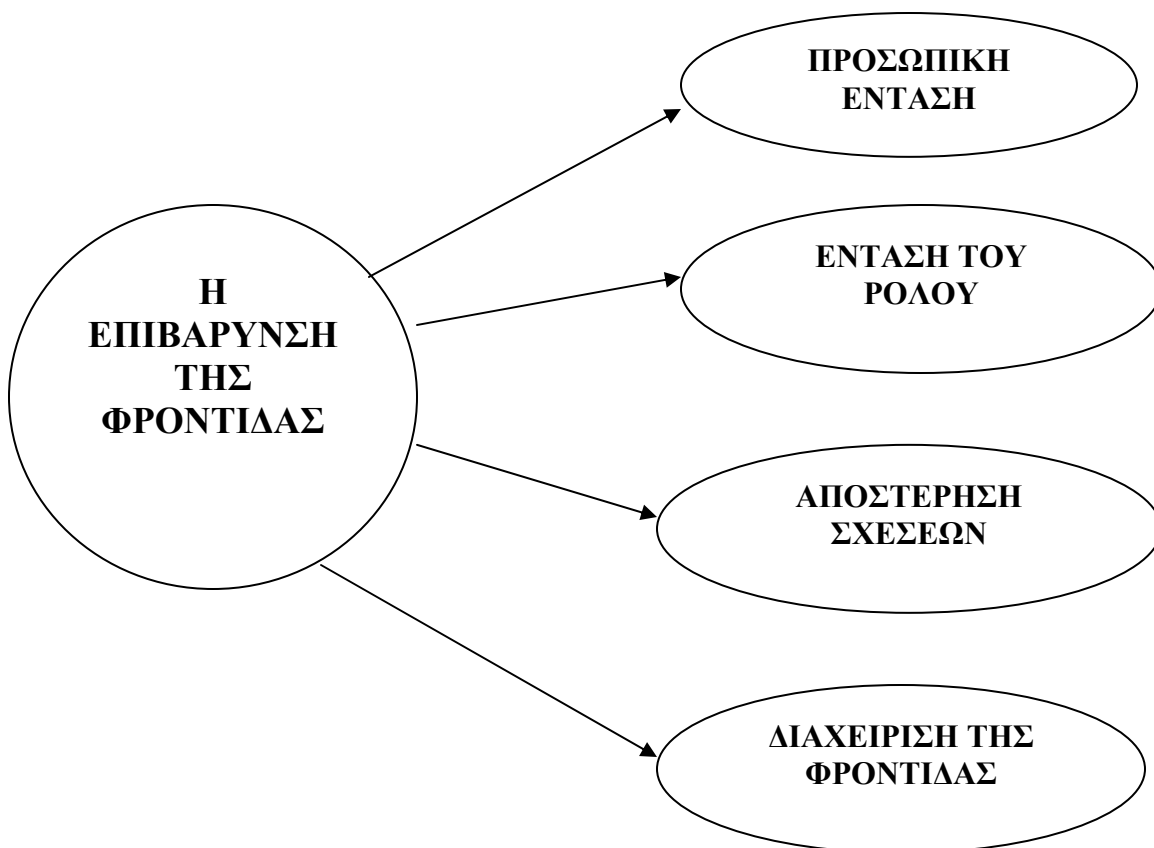 ΠΡΟΣΩΠΙΚΗ
ΕΝΤΑΣΗ
ΕΝΤΑΣΗ ΤΟΥ
ΡΟΛΟΥ
Η
ΕΠΙΒΑΡΥΝΣΗ
ΤΗΣ
ΦΡΟΝΤΙΔΑΣ
ΑΠΟΣΤΕΡΗΣΗ
ΣΧΕΣΕΩΝ
ΔΙΑΧΕΙΡΙΣΗ ΤΗΣ
ΦΡΟΝΤΙΔΑΣ